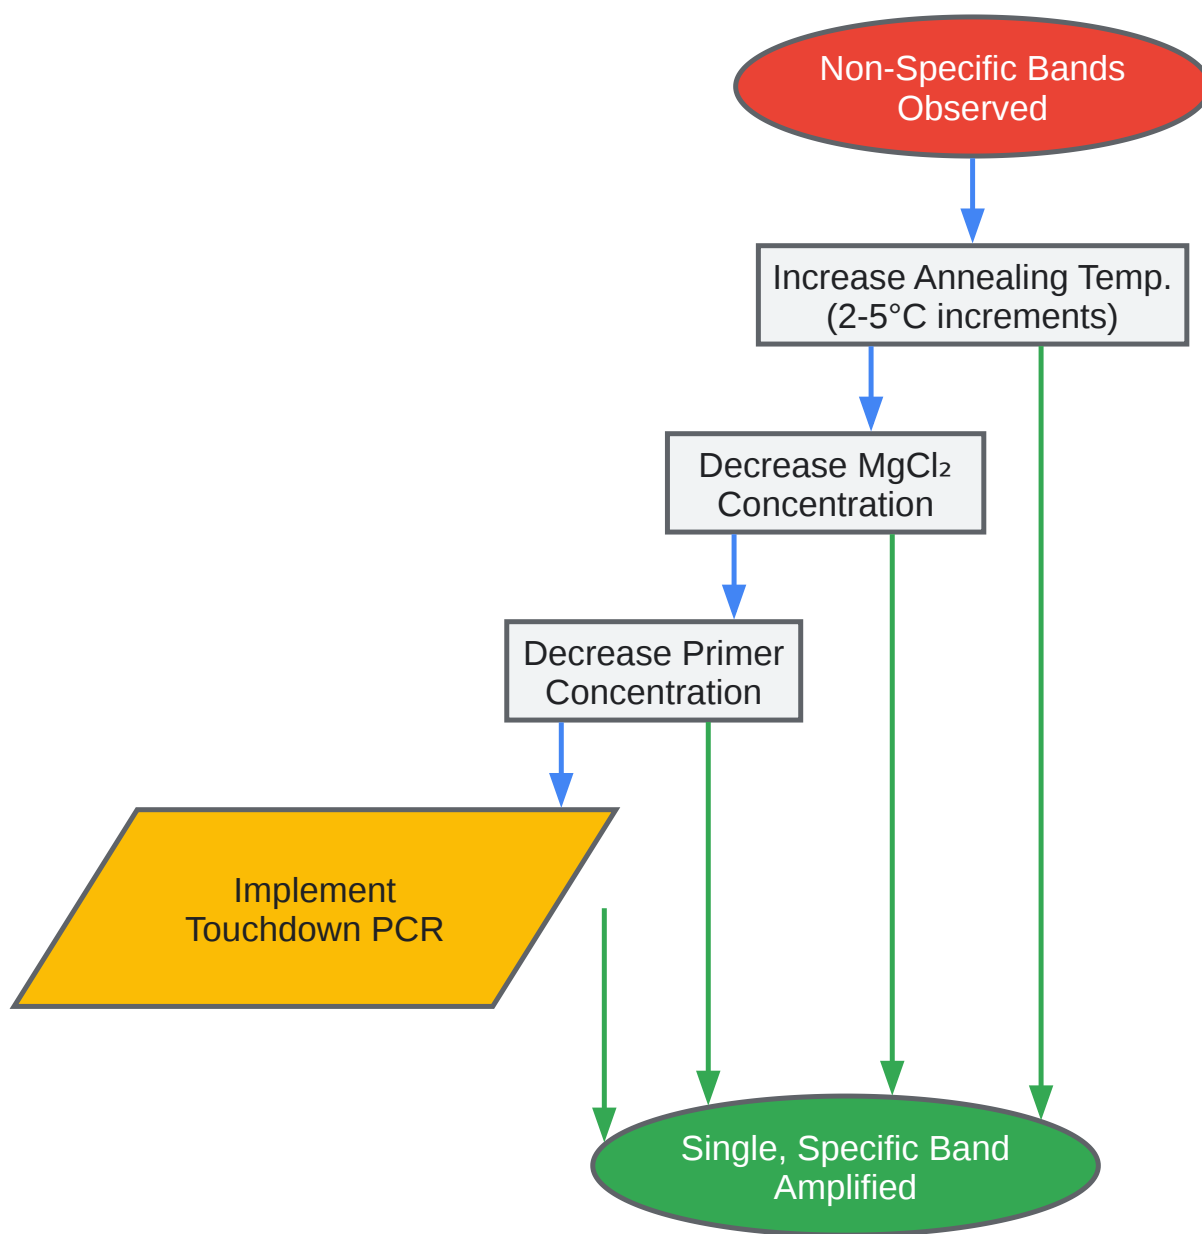 Non-Specific Bands
Observed
Increase Annealing Temp.
(2-5°C increments)
Decrease MgCl₂
Concentration
Decrease Primer
Concentration
Implement
Touchdown PCR
Single, Specific Band
Amplified